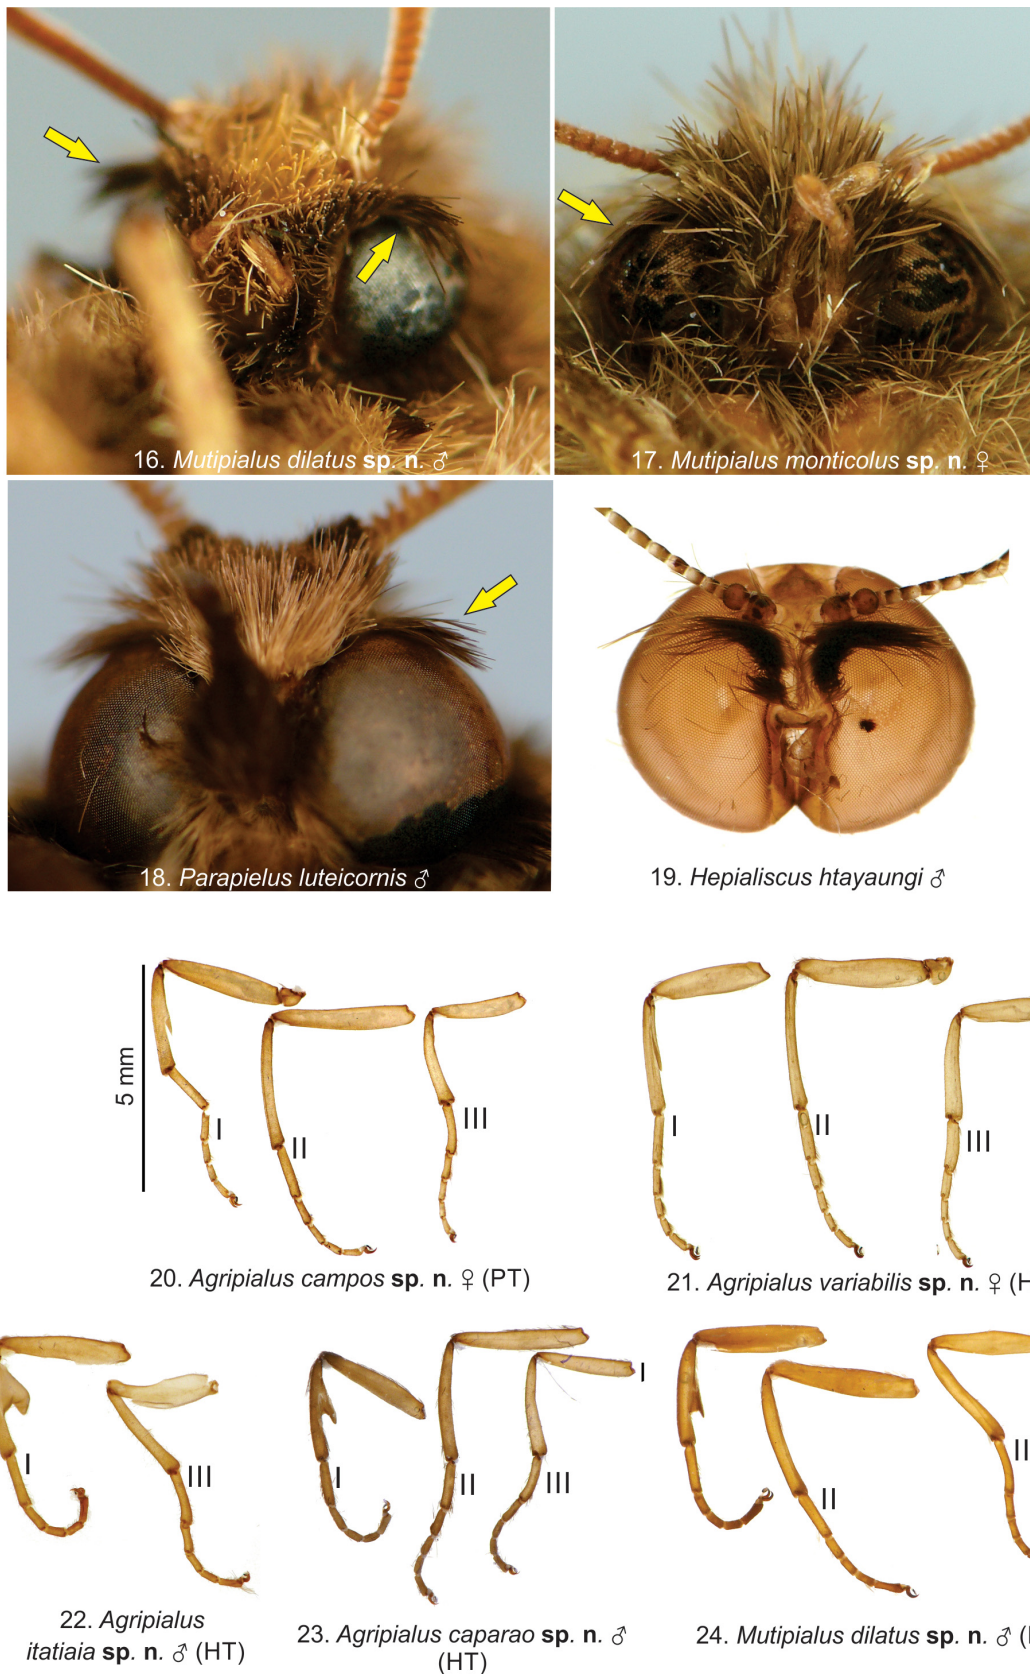 16. Mutipialus dilatus sp. n. ♂
17. Mutipialus monticolus sp. n. ♀
18. Parapielus luteicornis ♂
19. Hepialiscus htayaungi ♂
5 mm
I
II
III
I
II
III
20. Agripialus campos sp. n. ♀ (PT)
21. Agripialus variabilis sp. n. ♀ (H
I
III
I
II
III
I
II
II
22. Agripialus
itatiaia sp. n. ♂ (HT)
23. Agripialus caparao sp. n. ♂
(HT)
24. Mutipialus dilatus sp. n. ♂ (